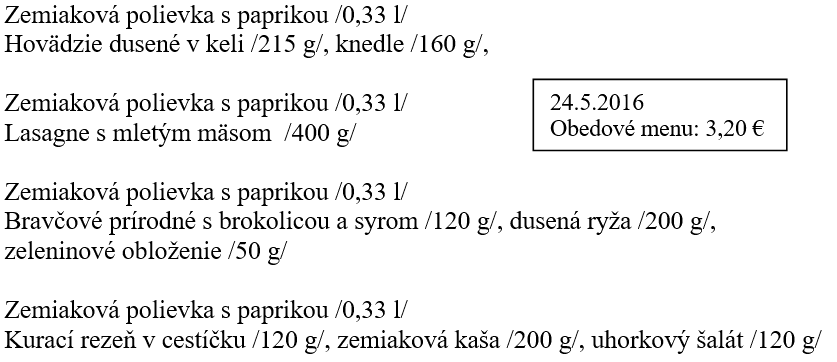 Zemiaková polievka s paprikou /0,33 l/
Hovädzie dusené v keli /215 g/, knedle /160 g/,
Zemiaková polievka s paprikou /0,33 l/
Lasagne s mletým mäsom  /400 g/
24.5.2016
Obedové menu: 3,20 €
Zemiaková polievka s paprikou /0,33 l/
Bravčové prírodné s brokolicou a syrom /120 g/, dusená ryža /200 g/,
zeleninové obloženie /50 g/
Zemiaková polievka s paprikou /0,33 l/
Kurací rezeň v cestíčku /120 g/, zemiaková kaša /200 g/, uhorkový šalát /120 g/